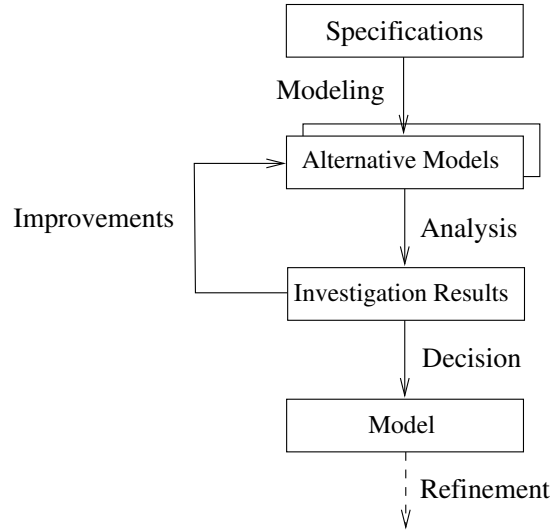 Specifications
Modeling
Alternative Models
Improvements
Analysis
Investigation Results
Decision
Model
Refinement